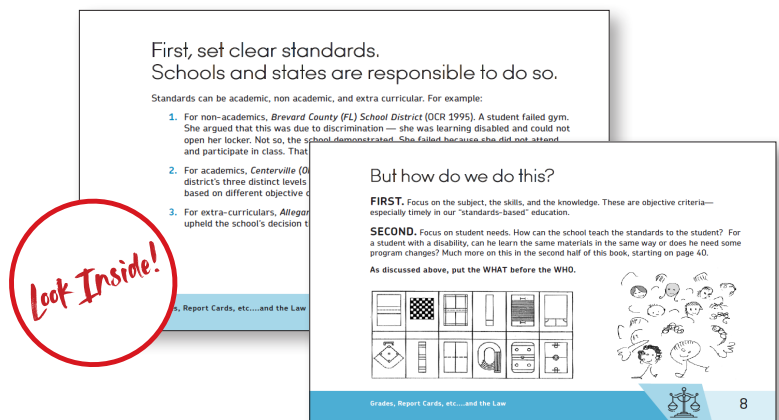 First, set clear standards.
Schools and states are responsible to do so.
Standards can be academic, non academic, and extra curricular. For example:
1. For non-academics, Brevard County (FL) School District (OCR 1995). A student failed gym.
She argued that this was due to discrimination — she was learning disabled and could not
open her locker. Not so, the school demonstrated. She failed because she did not attend
and participate in class. That
2. For academics, Centerville
district's three distinct levels
based on different objective
3. For extra-curriculars,
upheld the school's decision
Look Inside!
Report Cards, etc....and the Law
But how do we do this?
FIRST. Focus on the subject, the skills, and the knowledge. These are objective criteria—
especially timely in our "standards-based" education.
SECOND. Focus on student needs. How can the school teach the standards to the student? For
a student with a disability, can he learn the same materials in the same way or does he need some
program changes? Much more on this in the second half of this book, starting on page 40.
As discussed above, put the WHAT before the WHO.
Grades, Report Cards, etc....and the Law
8